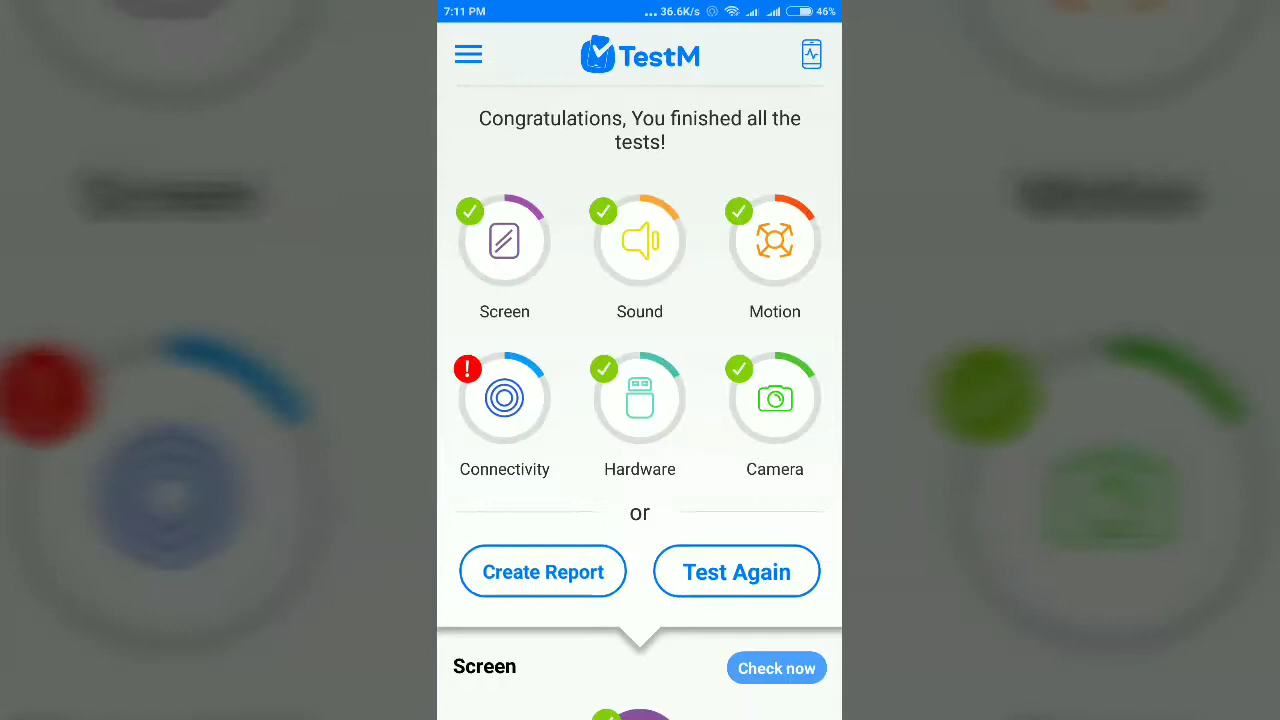 7:11 PM
... 36.6K/s
46%
TestM
Congratulations, You finished all the
tests!
Screen
Sound
Motion
!
Connectivity
Hardware
Camera
or
Create Report
Test Again
Screen
Check now